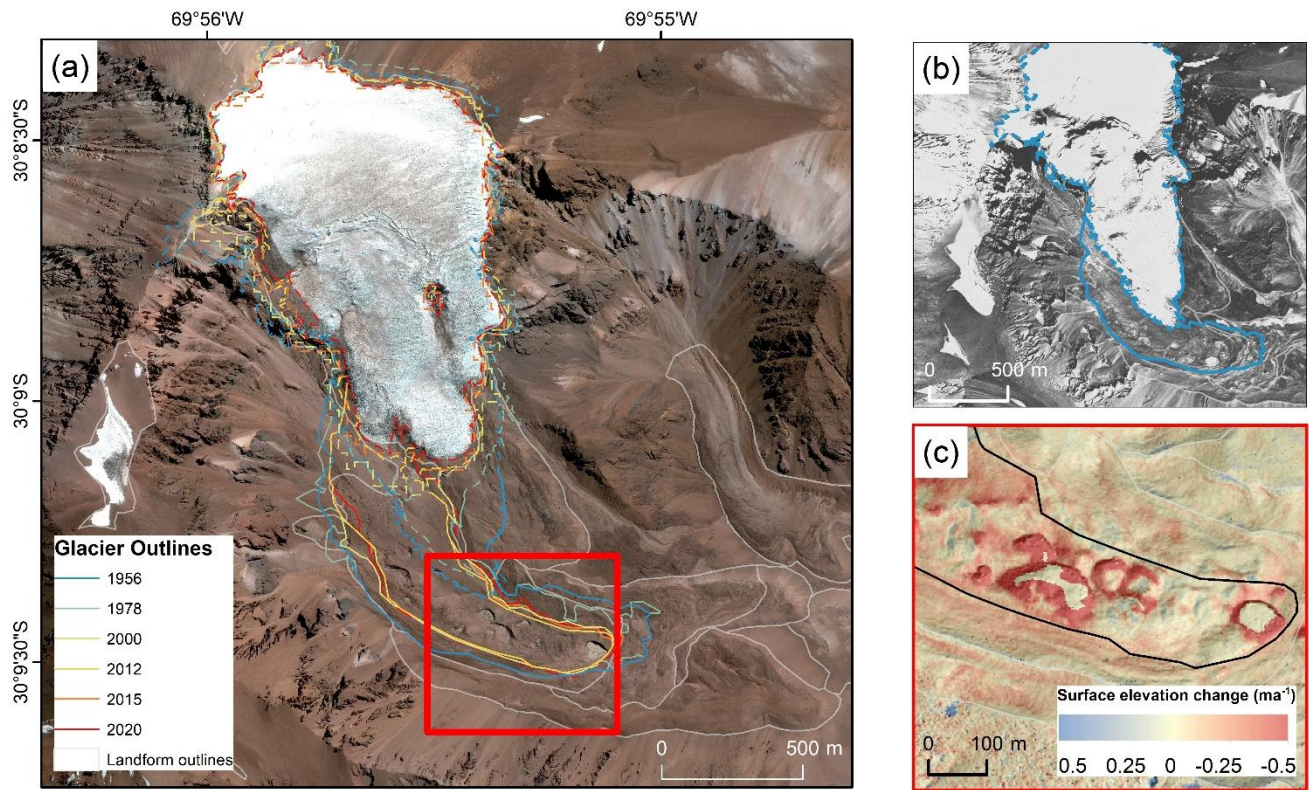 69°56'W
69°55'W
(a)
30°8'30"S
30°9'S
30°9'30"S
Glacier Outlines
1956
1978
2000
2012
2015
2020
Landform outlines
0 500 m
(b)
0 500 m
(c)
Surface elevation change (ma⁻¹)
0.5 0.25 0 -0.25 -0.5
0 100 m